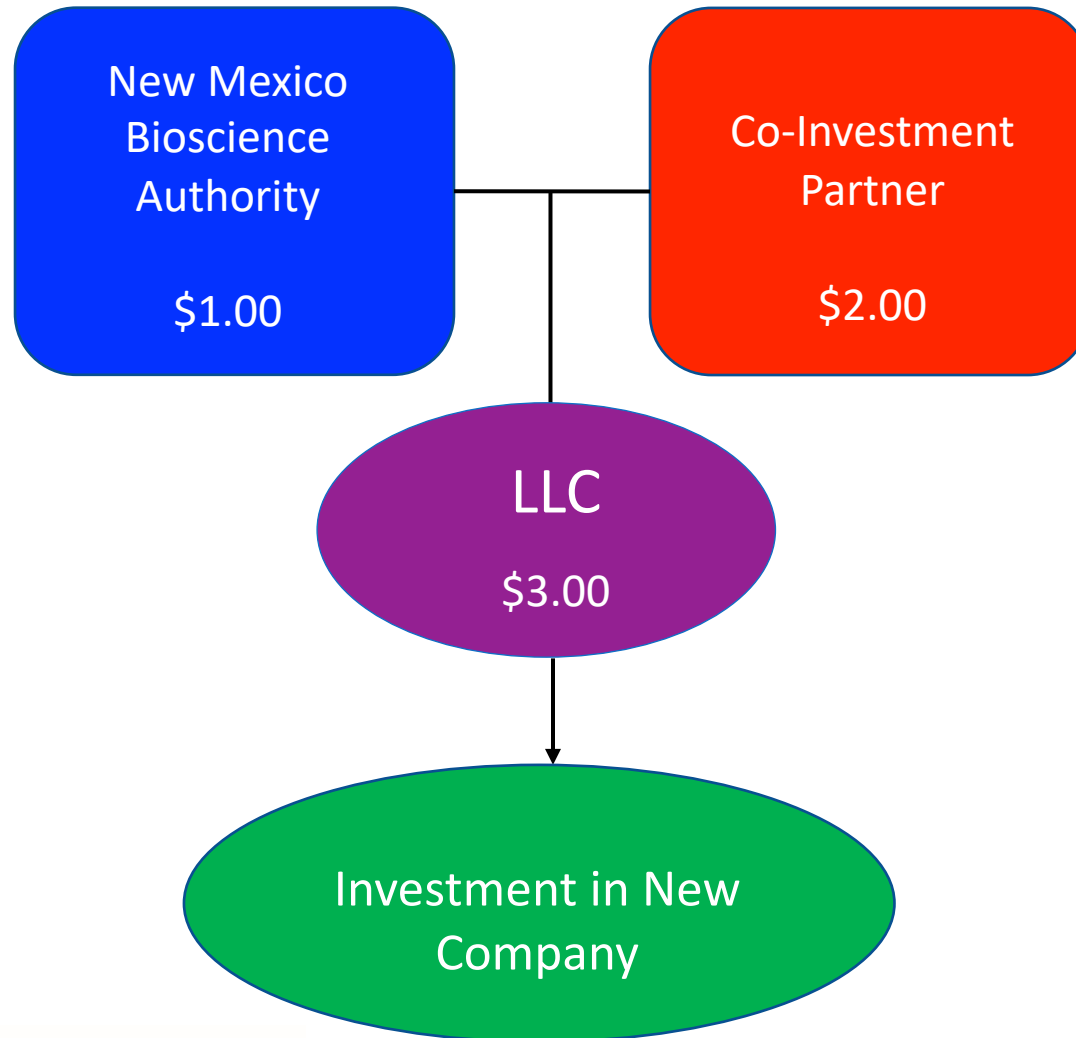 New Mexico
Bioscience
Authority
$1.00
Co-Investment
Partner
$2.00
LLC
$3.00
Investment in New
Company